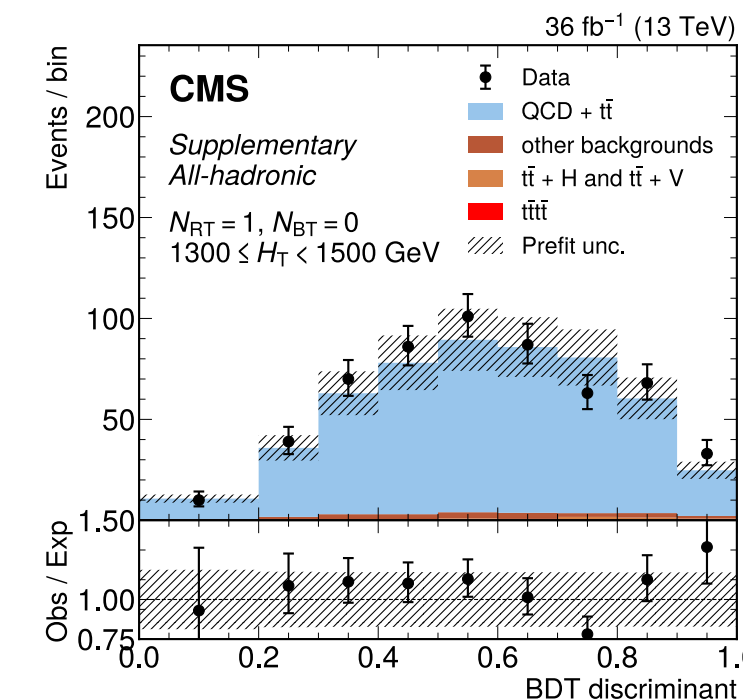 36 fb⁻¹ (13 TeV)
Events / bin
CMS
Supplementary
All-hadronic
N_RT = 1, N_BT = 0
1300 ≤ H_T < 1500 GeV
Data
QCD + tt̄
other backgrounds
tt̄ + H and tt̄ + V
tt̄tt̄
Prefit unc.
200
150
100
50
Obs / Exp
1.50
1.00
0.75
0.0 0.2 0.4 0.6 0.8 1.
BDT discriminant